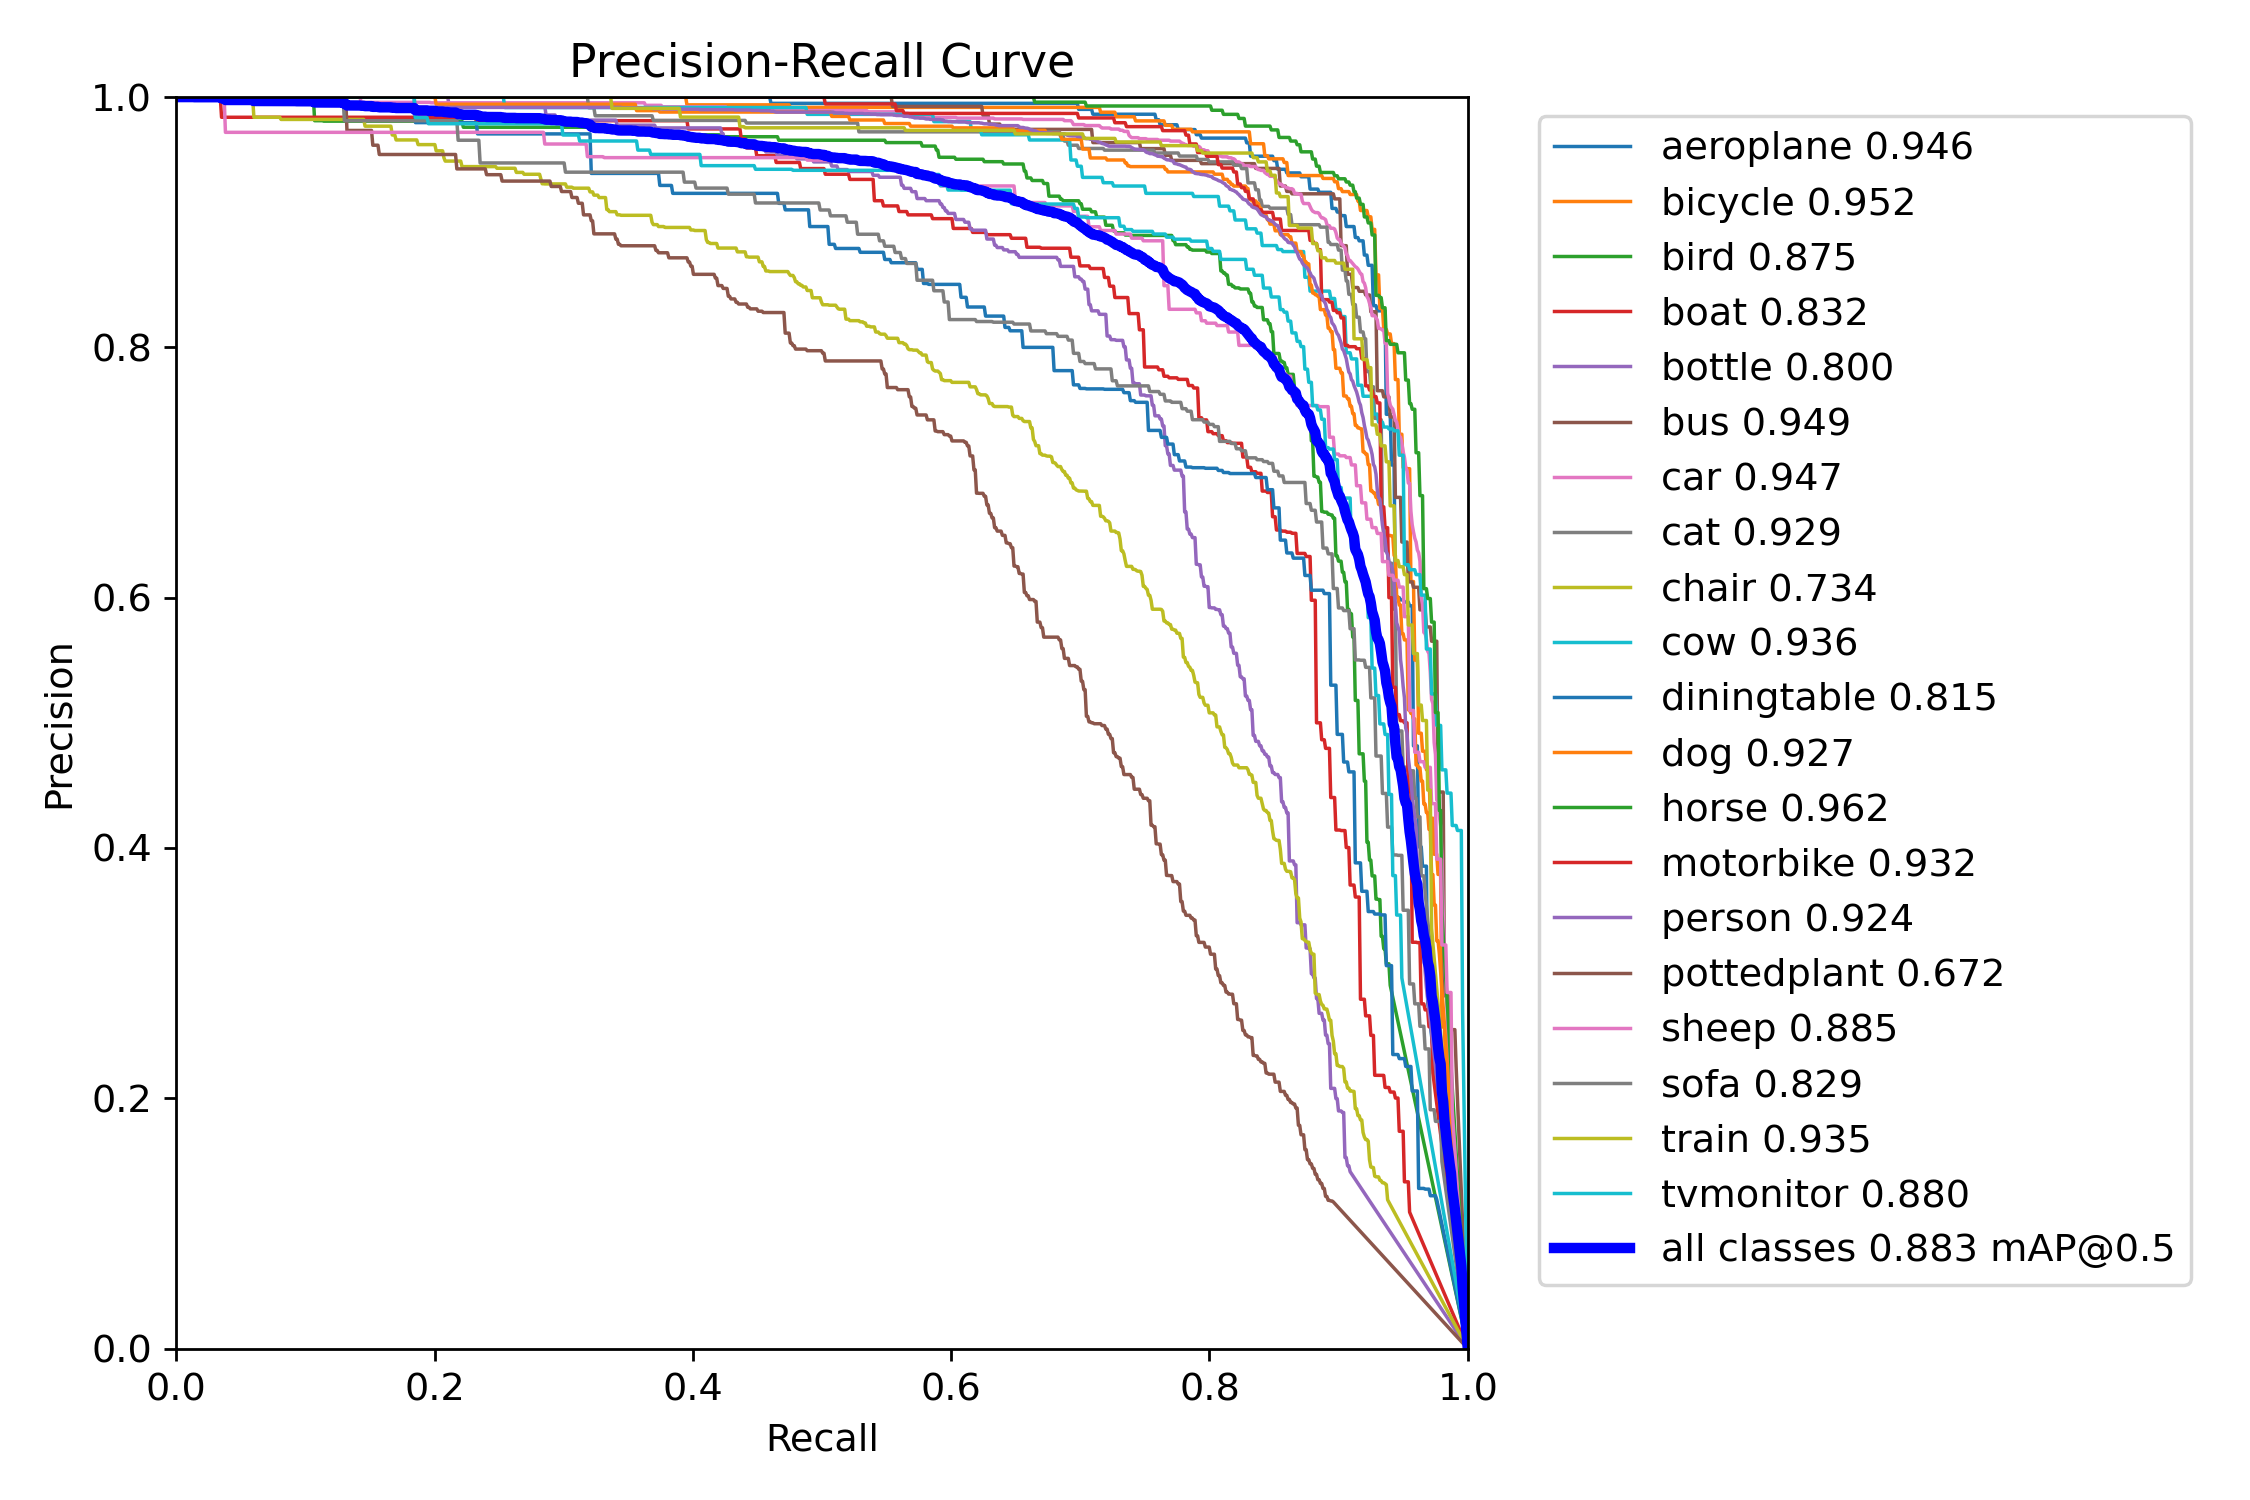 Precision-Recall Curve
1.0
0.8
0.6
0.4
0.2
0.0
Precision
0.0 0.2 0.4 0.6 0.8 1.0
Recall
aeroplane 0.946
bicycle 0.952
bird 0.875
boat 0.832
bottle 0.800
bus 0.949
car 0.947
cat 0.929
chair 0.734
cow 0.936
diningtable 0.815
dog 0.927
horse 0.962
motorbike 0.932
person 0.924
pottedplant 0.672
sheep 0.885
sofa 0.829
train 0.935
tvmonitor 0.880
all classes 0.883 mAP@0.5